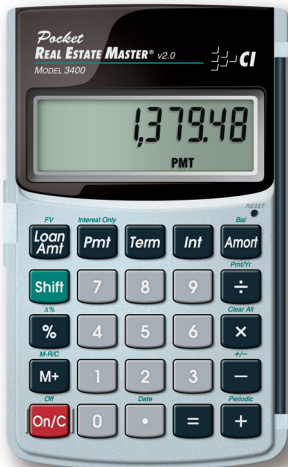 Pocket
REAL ESTATE MASTER® v2.0
MODEL 3400
CI
1,379.48
PMT
RESET
FV Interest Only Bal
Loan Amt Pmt Term Int Amort
Pmt/Yr
Shift 7 8 9 ÷
Δ% Clear All
% 4 5 6 ×
M-R/C +/−
M+ 1 2 3 −
Off Date Periodic
On/C 0 • = +